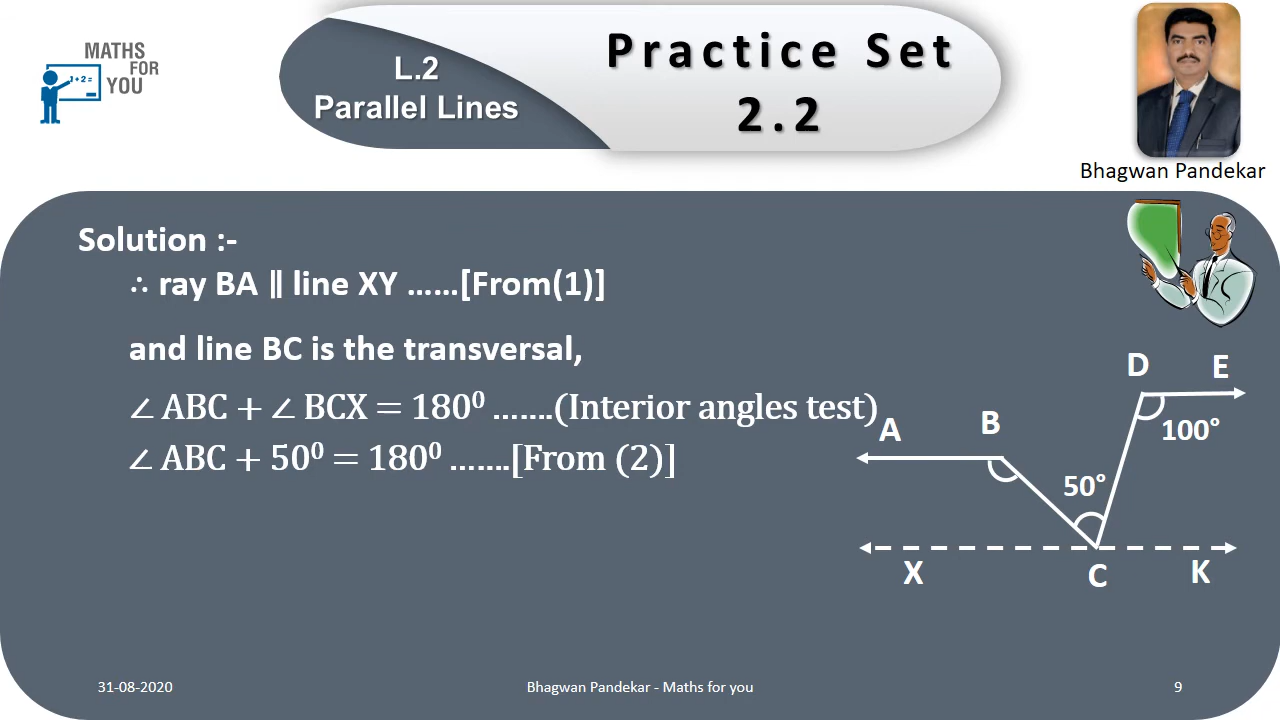 MATHS
FOR
YOU
1+2=
L.2
Parallel Lines
Practice Set
2.2
Bhagwan Pandekar
Solution :-
∴ ray BA ∥ line XY ……[From(1)]
and line BC is the transversal,
∠ ABC + ∠ BCX = 180⁰ …….(Interior angles test)
∠ ABC + 50⁰ = 180⁰ …….[From (2)]
D E
A B 100°
50°
X C K
31-08-2020 Bhagwan Pandekar - Maths for you 9